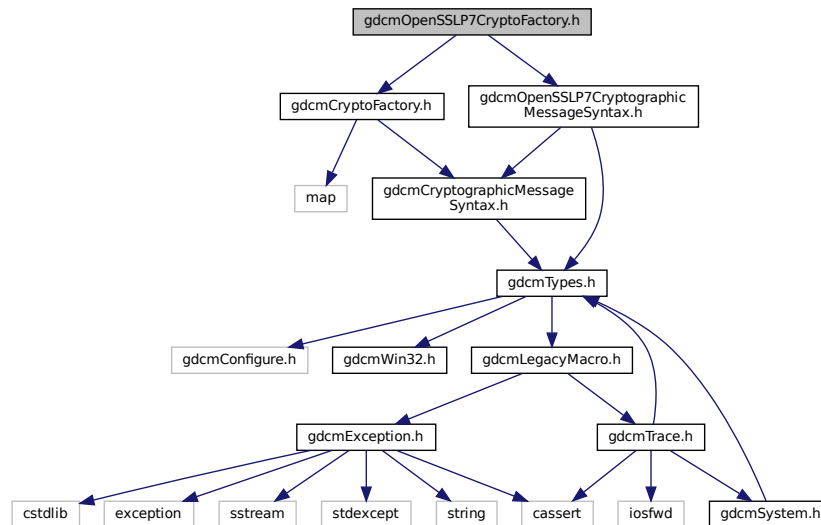 gdcmOpenSSLP7CryptoFactory.h
gdcmCryptoFactory.h
gdcmOpenSSLP7Cryptographic
MessageSyntax.h
map
gdcmCryptographicMessage
Syntax.h
gdcmTypes.h
gdcmConfigure.h
gdcmWin32.h
gdcmLegacyMacro.h
gdcmException.h
gdcmTrace.h
cstdlib
exception
sstream
stdexcept
string
cassert
iosfwd
gdcmSystem.h